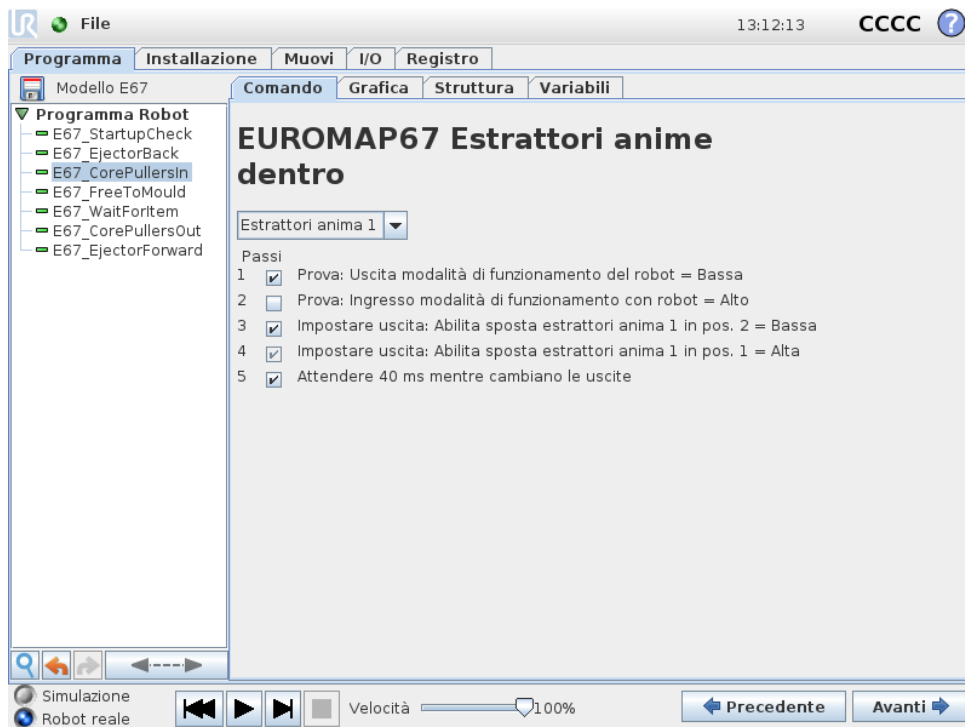 UR File 13:12:13 CCCC ?
Programma Installazione Muovi I/O Registro
Modello E67 Comando Grafica Struttura Variabili
Programma Robot
E67_StartupCheck
E67_EjectorBack
E67_CorePullersIn
E67_FreeToMould
E67_WaitForItem
E67_CorePullersOut
E67_EjectorForward
EUROMAP67 Estrattori anime
dentro
Estrattori anima 1
Passi
1 Prova: Uscita modalità di funzionamento del robot = Bassa
2 Prova: Ingresso modalità di funzionamento con robot = Alto
3 Impostare uscita: Abilita sposta estrattori anima 1 in pos. 2 = Bassa
4 Impostare uscita: Abilita sposta estrattori anima 1 in pos. 1 = Alta
5 Attendere 40 ms mentre cambiano le uscite
Simulazione
Robot reale
Velocità 100% Precedente Avanti